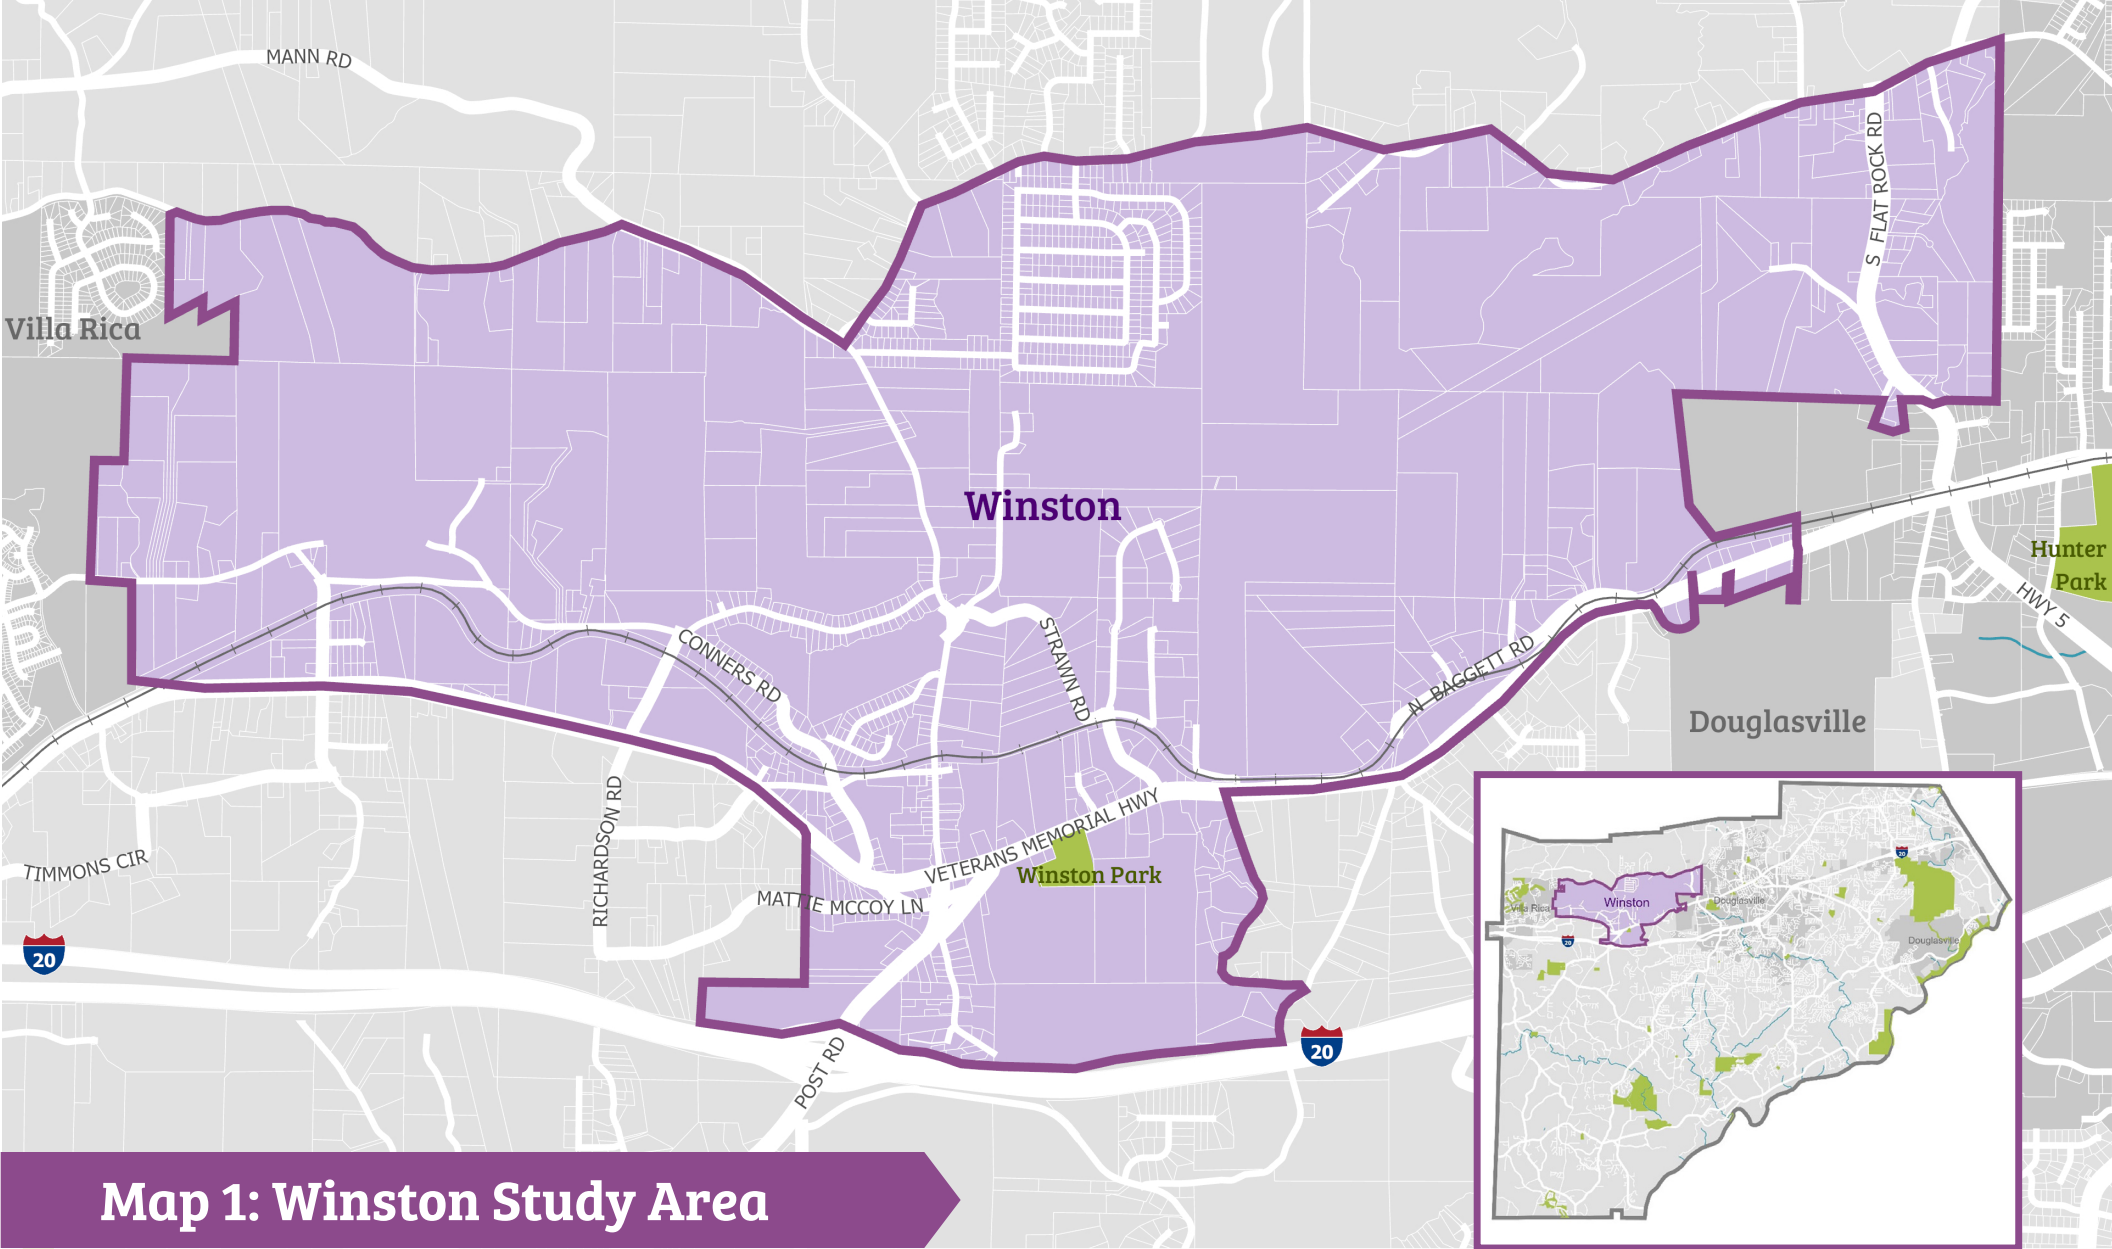 MANN RD
S FLAT ROCK RD
Villa Rica
Winston
Hunter
Park
HWY 5
CONNERS RD
STRAWN RD
N BAGGETT RD
Douglasville
RICHARDSON RD
VETERANS MEMORIAL HWY
TIMMONS CIR
Winston Park
MATTIE MCCOY LN
20
20
POST RD
Map 1: Winston Study Area
20
Villa Rica
Winston
Douglasville
20
Douglasville